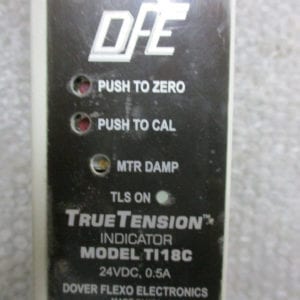 DFE
PUSH TO ZERO
PUSH TO CAL
MTR DAMP
TLS ON
TRUETENSION™
INDICATOR
MODEL TI18C
24VDC, 0.5A
DOVER FLEXO ELECTRONICS